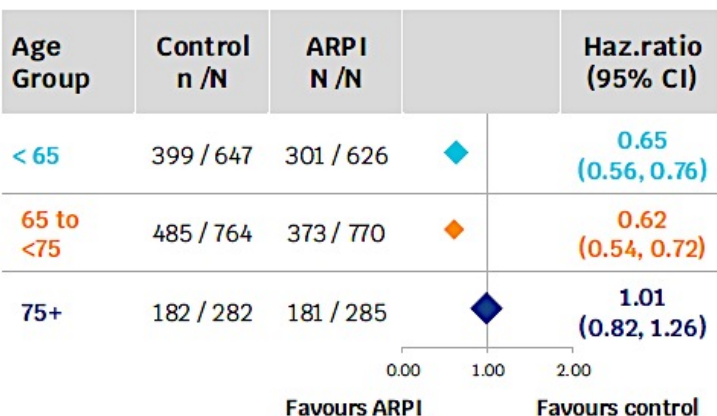 Age Group Control n /N ARPI N /N Haz.ratio (95% CI)
< 65 399 / 647 301 / 626 0.65 (0.56, 0.76)
65 to <75 485 / 764 373 / 770 0.62 (0.54, 0.72)
75+ 182 / 282 181 / 285 1.01 (0.82, 1.26)
0.00 1.00 2.00
Favours ARPI Favours control